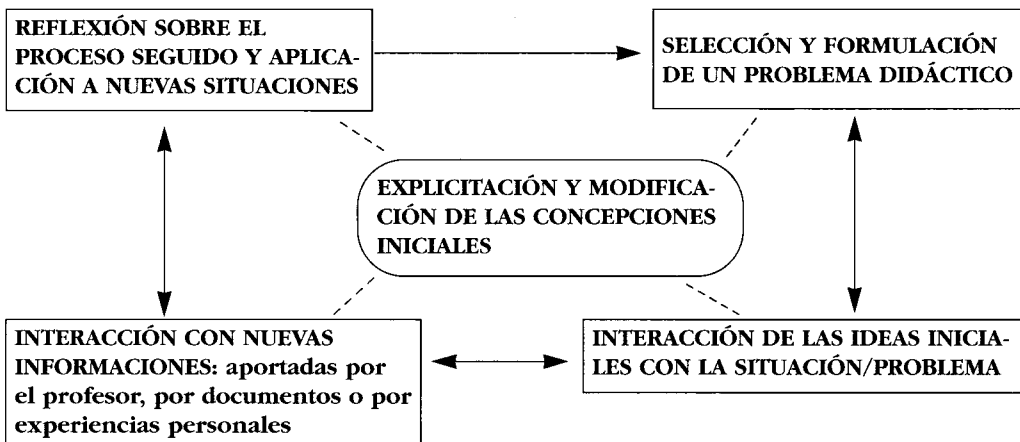 REFLEXIÓN SOBRE EL
PROCESO SEGUIDO Y APLICA-
CIÓN A NUEVAS SITUACIONES
SELECCIÓN Y FORMULACIÓN
DE UN PROBLEMA DIDÁCTICO
EXPLICITACIÓN Y MODIFICA-
CIÓN DE LAS CONCEPCIONES
INICIALES
INTERACCIÓN CON NUEVAS
INFORMACIONES: aportadas por
el profesor, por documentos o por
experiencias personales
INTERACCIÓN DE LAS IDEAS INICIA-
LES CON LA SITUACIÓN/PROBLEMA